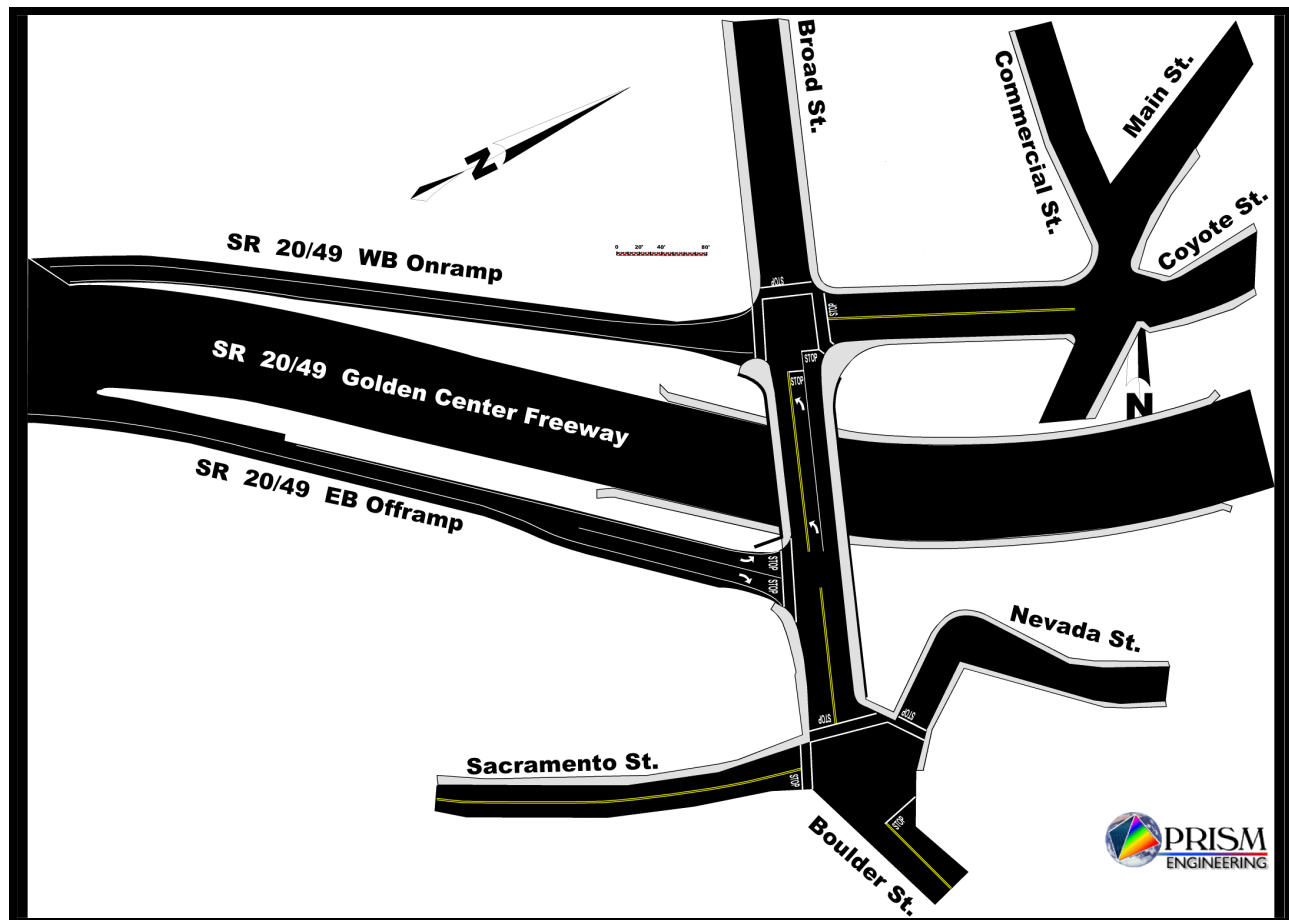 Broad St.
Commercial St.
Main St.
Coyote St.
N
SR 20/49 WB Onramp
0 20' 40' 80'
STOP
STOP
SR 20/49 Golden Center Freeway
STOP
STOP
N
SR 20/49 EB Offramp
STOP
STOP
Nevada St.
STOP
STOP
Sacramento St.
STOP
Boulder St.
STOP
PRISM
ENGINEERING